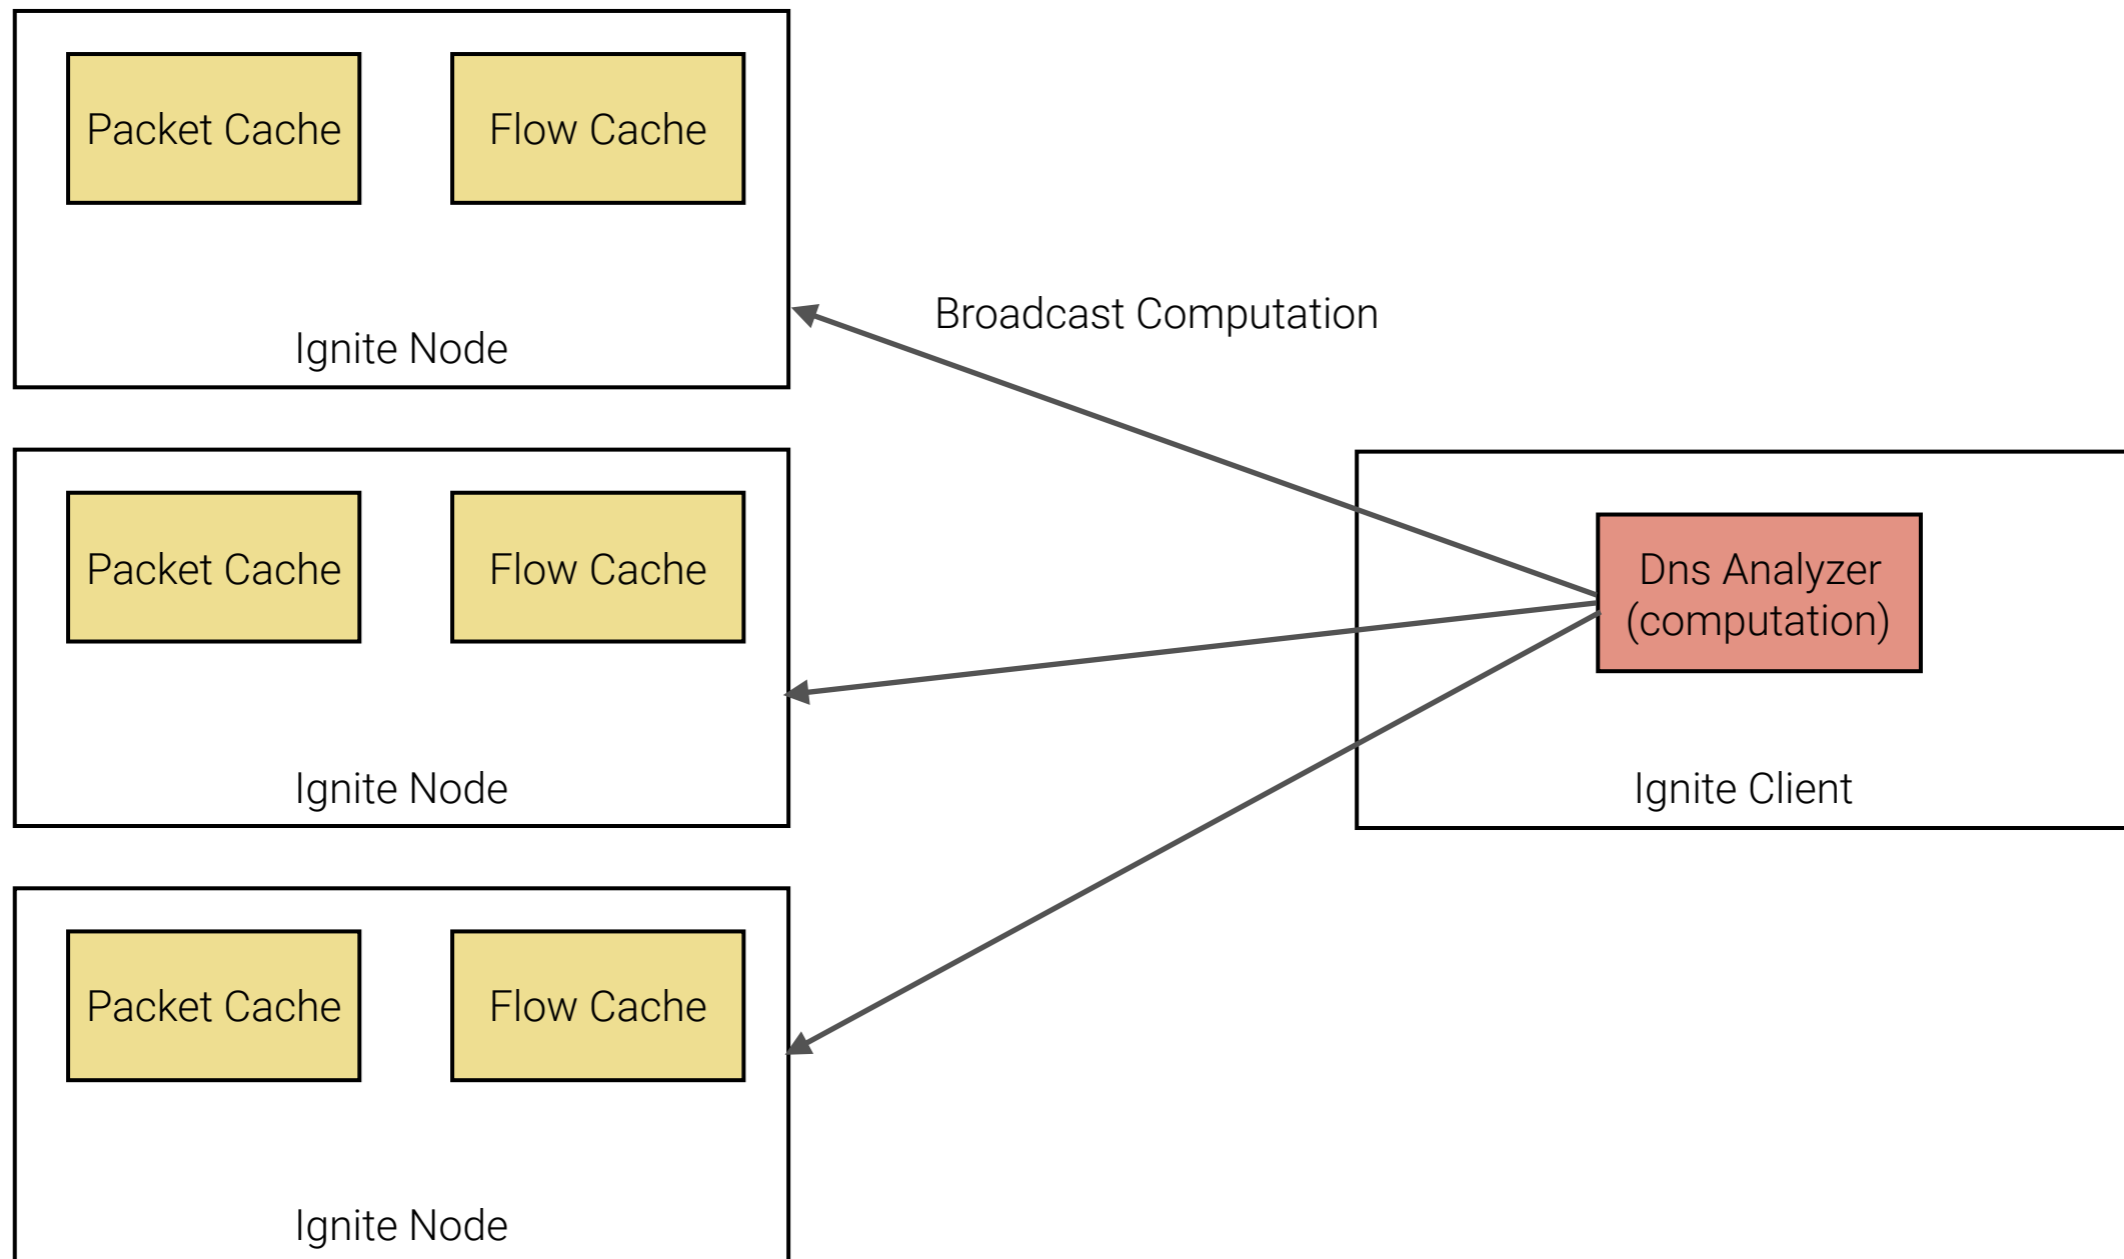 Packet Cache
Flow Cache
Ignite Node
Broadcast Computation
Packet Cache
Flow Cache
Ignite Node
Dns Analyzer
(computation)
Ignite Client
Packet Cache
Flow Cache
Ignite Node